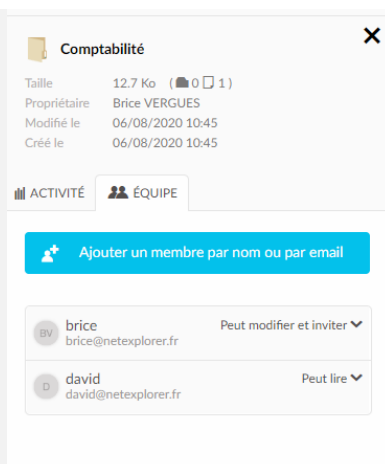 Comptabilité
Taille 12.7 Ko ( 0 1 )
Propriétaire Brice VERGUES
Modifié le 06/08/2020 10:45
Créé le 06/08/2020 10:45
ACTIVITÉ ÉQUIPE
Ajouter un membre par nom ou par email
BV brice Peut modifier et inviter
brice@netexplorer.fr
D david Peut lire
david@netexplorer.fr